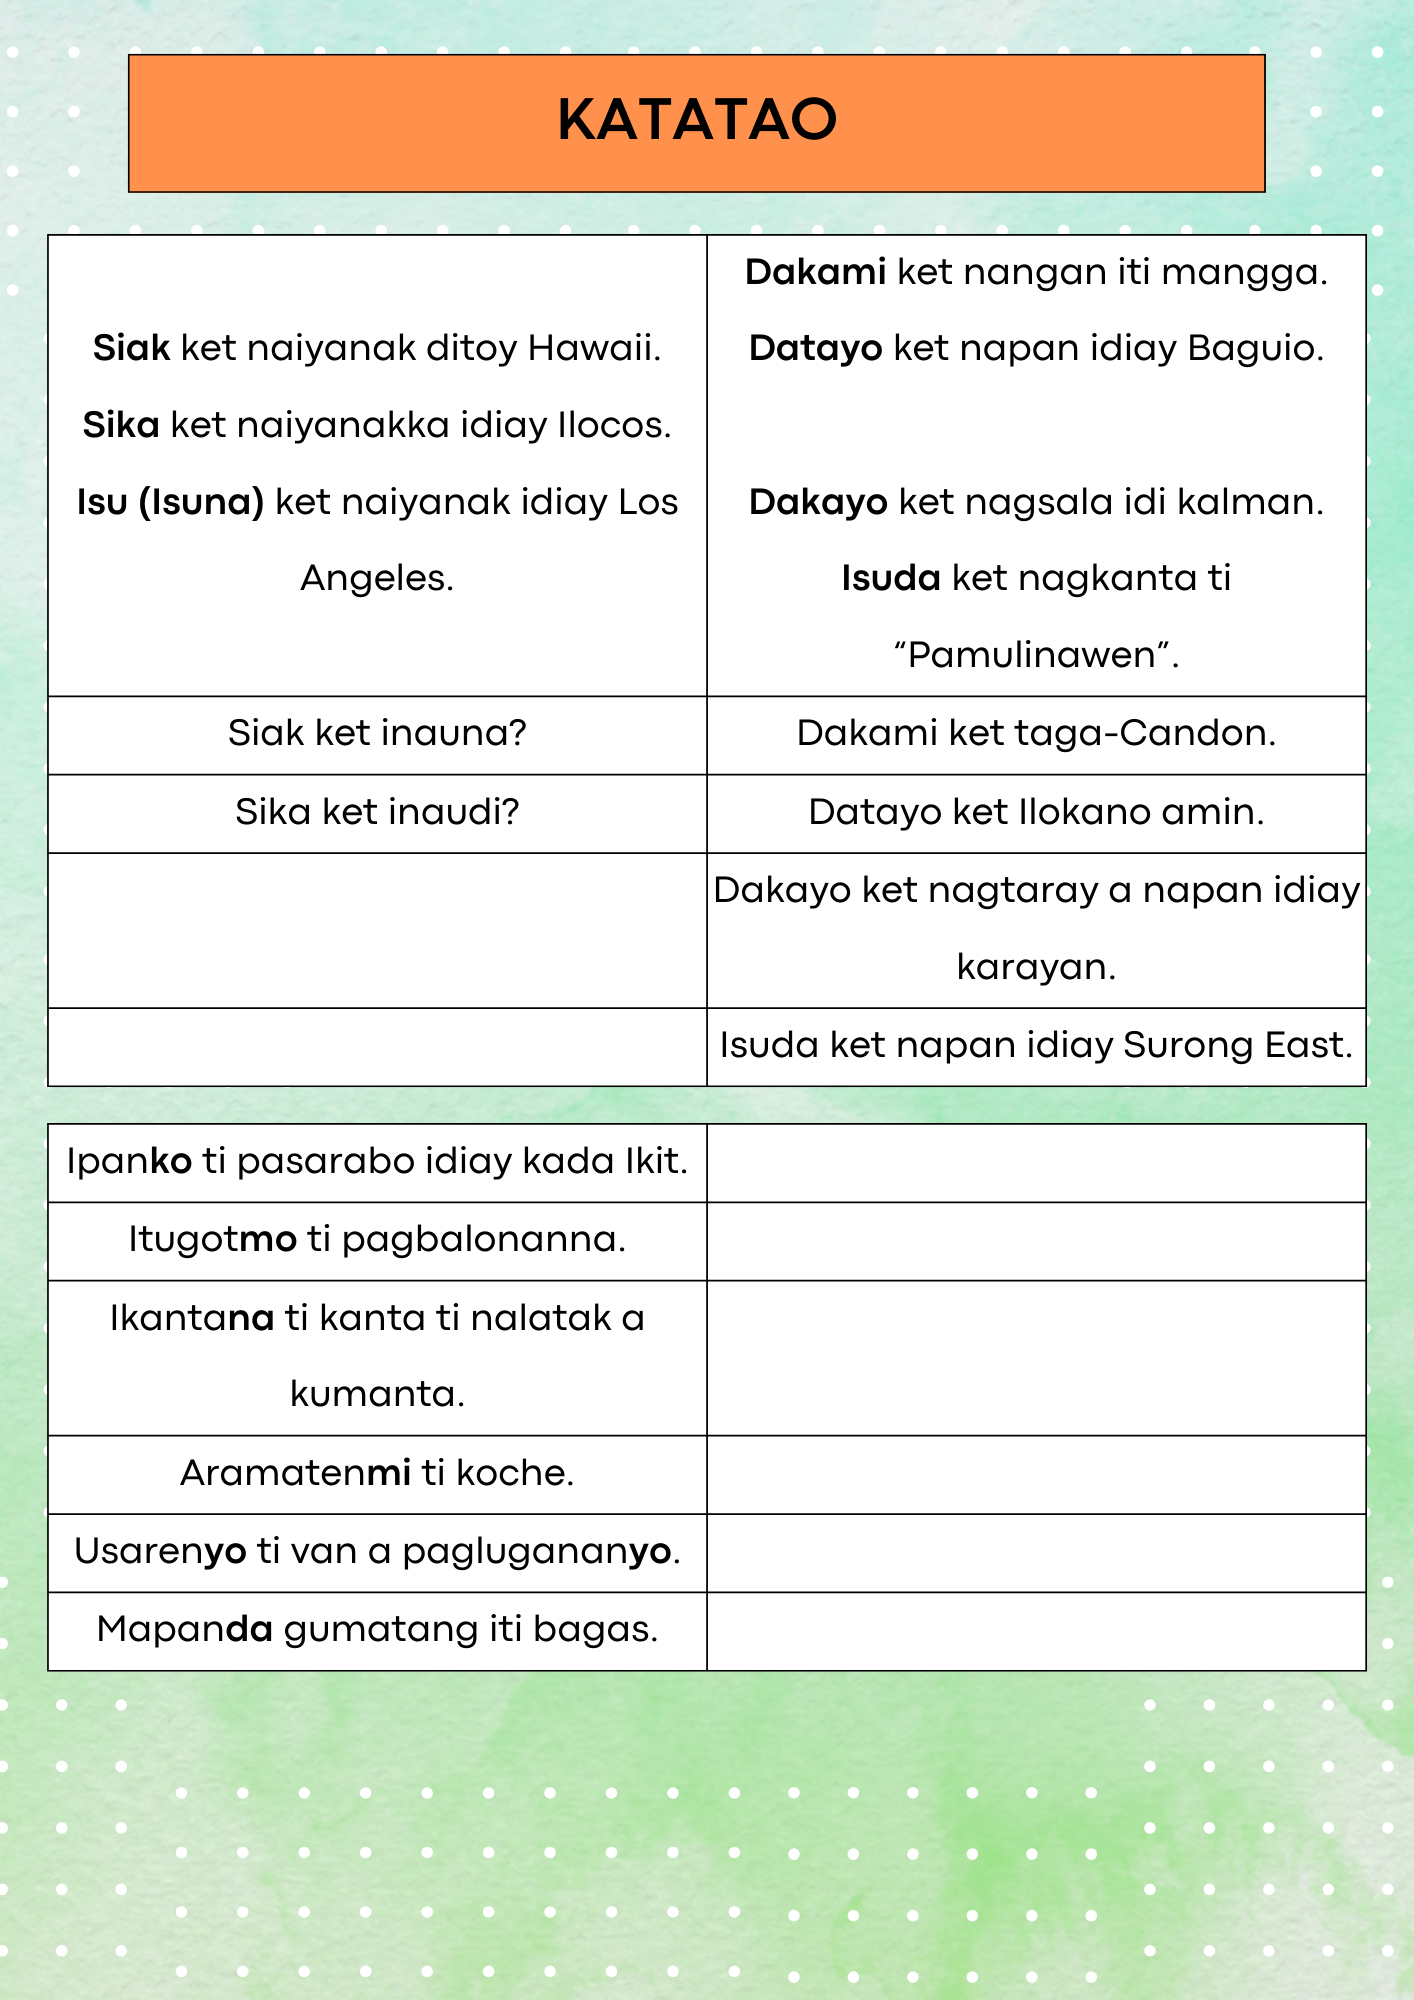 KATATAO
Siak ket naiyanak ditoy Hawaii.
Sika ket naiyanakka idiay Ilocos.
Isu (Isuna) ket naiyanak idiay Los
Angeles.
Dakami ket nangan iti mangga.
Datayo ket napan idiay Baguio.
Dakayo ket nagsala idi kalman.
Isuda ket nagkanta ti
“Pamulinawen”.
Siak ket inauna?
Dakami ket taga-Candon.
Sika ket inaudi?
Datayo ket Ilokano amin.
Dakayo ket nagtaray a napan idiay
karayan.
Isuda ket napan idiay Surong East.
Ipanko ti pasarabo idiay kada Ikit.
Itugotmo ti pagbalonanna.
Ikantana ti kanta ti nalatak a
kumanta.
Aramatenmi ti koche.
Usarenyo ti van a paglugananyo.
Mapanda gumatang iti bagas.